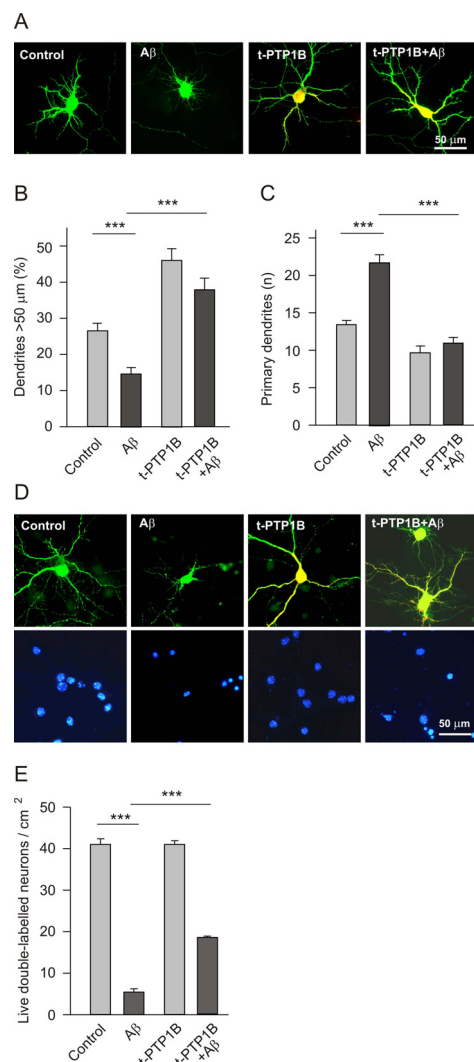 A
Control
Aβ
t-PTP1B
t-PTP1B+Aβ
50 μm
B
***
***
Dendrites >50 μm (%)
50
40
30
20
10
0
Control
Aβ
t-PTP1B
t-PTP1B
+Aβ
C
***
***
Primary dendrites (n)
25
20
15
10
5
0
Control
Aβ
t-PTP1B
t-PTP1B
+Aβ
D
Control
Aβ
t-PTP1B
t-PTP1B+Aβ
50 μm
E
***
***
Live double-labelled neurons / cm²
50
40
30
20
10
0
Control
Aβ
t-PTP1B
t-PTP1B
+Aβ